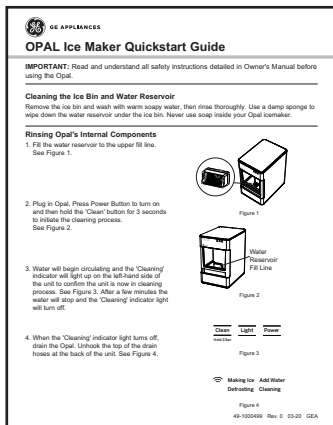 GE APPLIANCES
OPAL Ice Maker Quickstart Guide
IMPORTANT: Read and understand all safety instructions detailed in Owner's Manual before
using the Opal.
Cleaning the Ice Bin and Water Reservoir
Remove the ice bin and wash with warm soapy water, then rinse thoroughly. Use a damp sponge to
wipe down the water reservoir under the ice bin. Never use soap inside your Opal icemaker.
Rinsing Opal's Internal Components
1. Fill the water reservoir to the upper fill line.
See Figure 1.
Figure 1
2. Plug in Opal, Press Power Button to turn on
and then hold the 'Clean' button for 3 seconds
to initiate the cleaning process.
See Figure 2.
Water
Reservoir
Fill Line
Figure 2
3. Water will begin circulating and the 'Cleaning'
indicator will light up on the left-hand side of
the unit to confirm the unit is now in cleaning
process. See Figure 3. After a few minutes the
water will stop and the 'Cleaning' indicator light
will turn off.
Clean Light Power
Hold 3 Sec
Figure 3
4. When the 'Cleaning' indicator light turns off,
drain the Opal. Unhook the top of the drain
hoses at the back of the unit. See Figure 4.
Making Ice Add Water
Defrosting Cleaning
Figure 4
49-1000499 Rev. 0 03-20 GEA